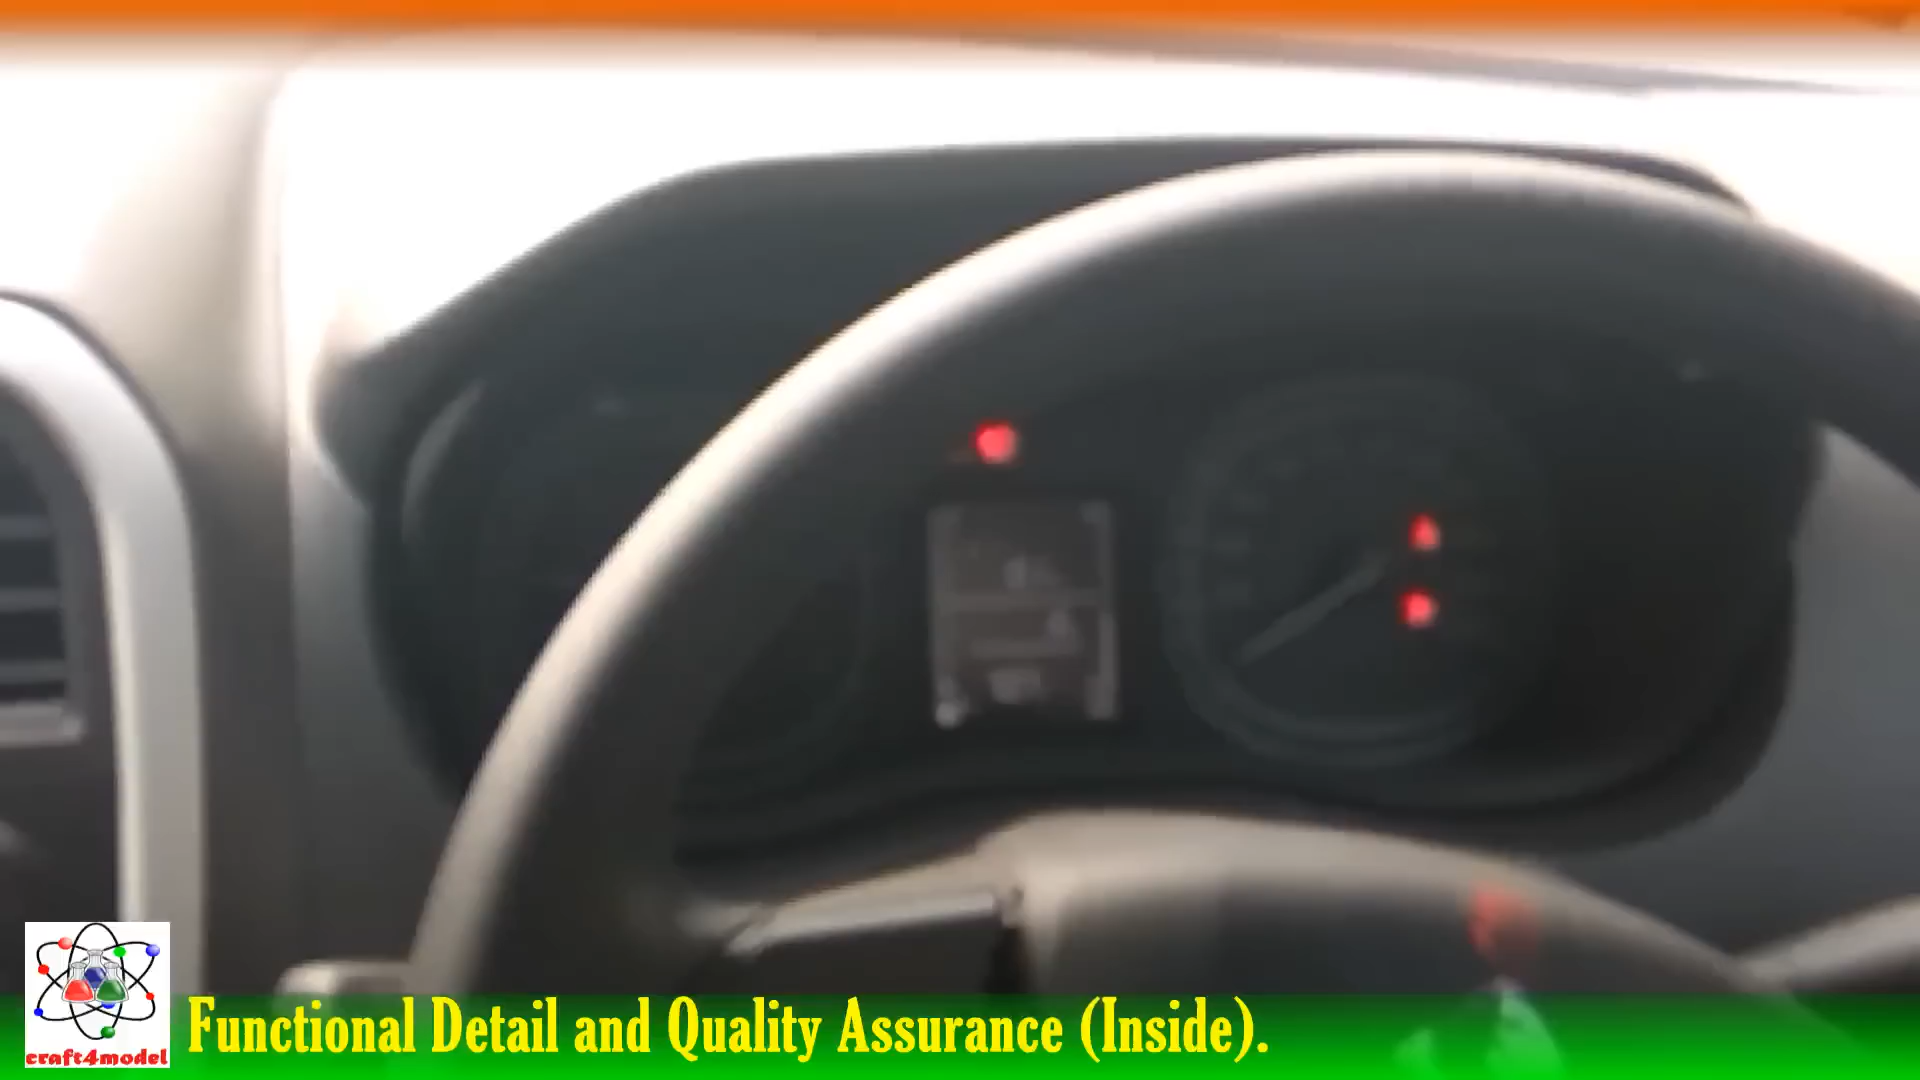 craft4model
Functional Detail and Quality Assurance (Inside).